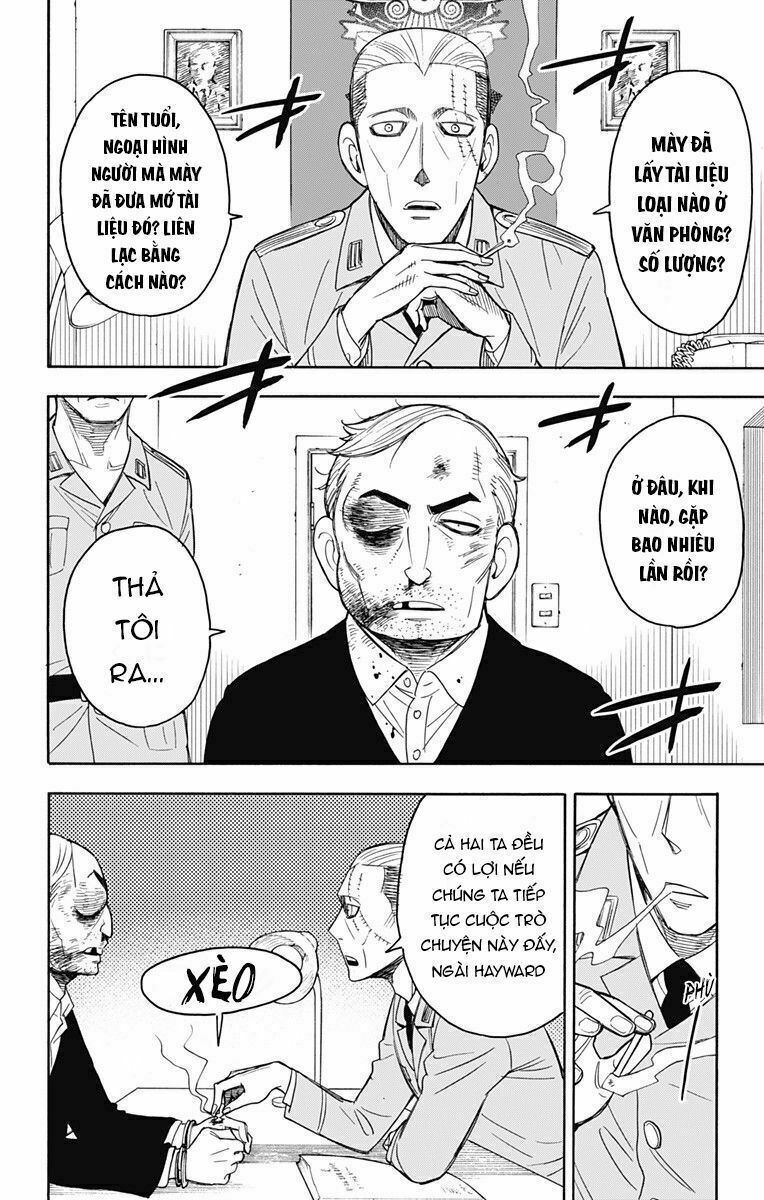 MÀY ĐÃ
LẤY TÀI LIỆU
LOẠI NÀO Ở
VĂN PHÒNG?
SỐ LƯỢNG?
TÊN TUỔI,
NGOẠI HÌNH
NGƯỜI MÀ MÀY
ĐÃ ĐƯA MỚ TÀI
LIỆU ĐÓ? LIÊN
LẠC BẰNG
CÁCH NÀO?
Ở ĐÂU, KHI
NÀO, GẶP
BAO NHIÊU
LẦN RỒI?
THẢ
TÔI
RA...
PHÙ
CẢ HAI TA ĐỀU
CÓ LỢI NẾU
CHÚNG TA TIẾP
TỤC CUỘC TRÒ
CHUYỆN NÀY ĐẤY,
NGÀI HAYWARD
XÈO